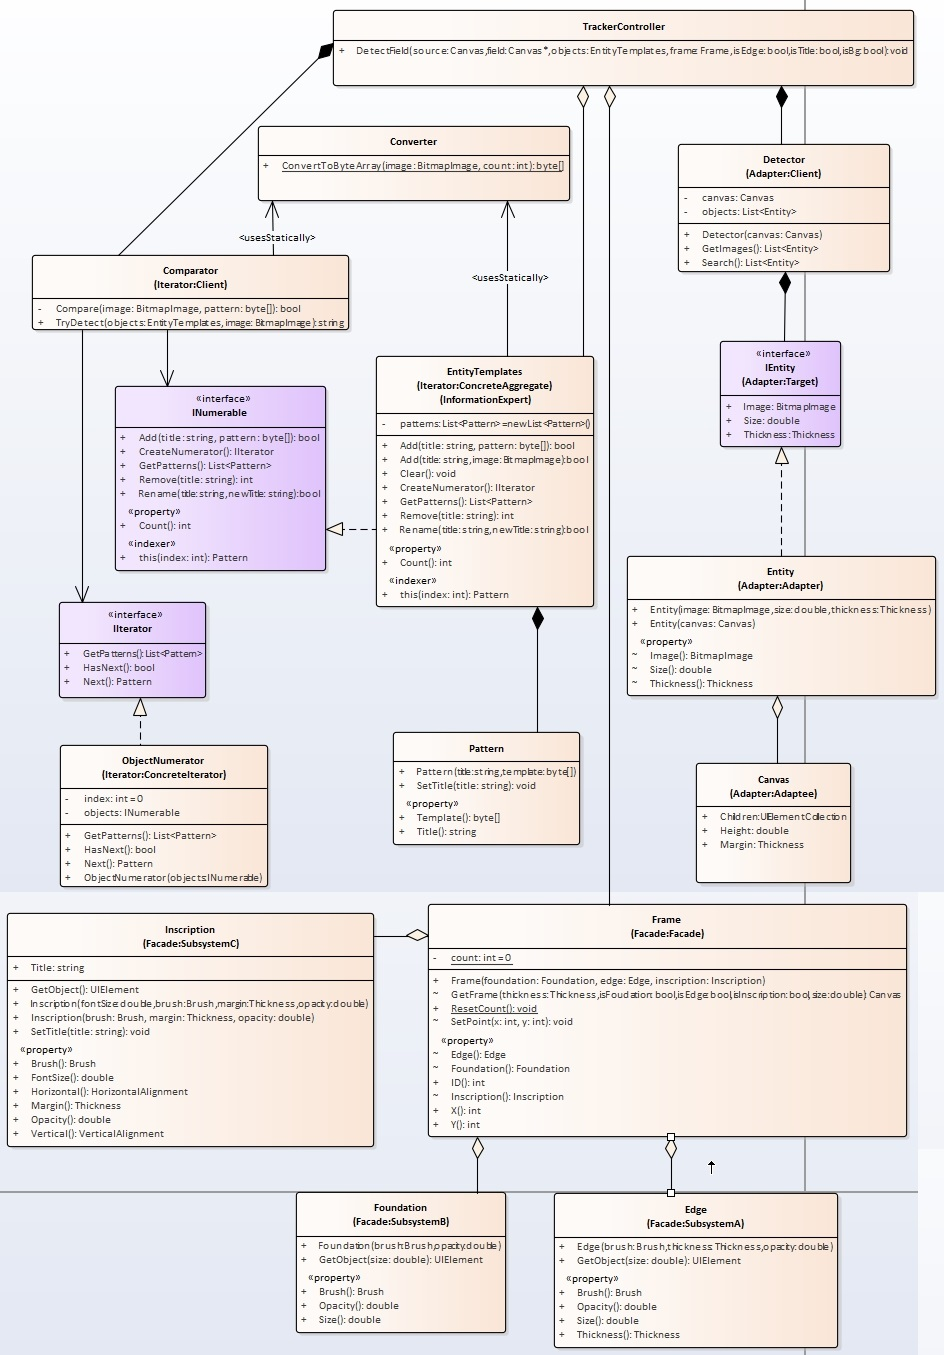 TrackerController
+ DetectField(source: Canvas,field: Canvas*,objects: EntityTemplates, frame: Frame,isEdge: bool,isTitle: bool,isBg: bool): void
Converter
+ ConvertToByteArray(image: BitmapImage, count: int): byte[]
Detector
(Adapter:Client)
- canvas: Canvas
- objects: List<Entity>
+ Detector(canvas: Canvas)
+ GetImages(): List<Entity>
+ Search(): List<Entity>
<usesStatically>
<usesStatically>
Comparator
(Iterator:Client)
- Compare(image: BitmapImage, pattern: byte[]): bool
+ TryDetect(objects: EntityTemplates, image: BitmapImage): string
«interface»
IEntity
(Adapter:Target)
+ Image: BitmapImage
+ Size: double
+ Thickness: Thickness
«interface»
INumerable
+ Add(title: string, pattern: byte[]): bool
+ CreateNumerator(): IIterator
+ GetPatterns(): List<Pattern>
+ Remove(title: string): int
+ Rename(title: string,newTitle: string): bool
«property»
+ Count(): int
«indexer»
+ this(index: int): Pattern
EntityTemplates
(Iterator:ConcreteAggregate)
(InformationExpert)
- patterns: List<Pattern> =newList<Pattern>()
+ Add(title: string, pattern: byte[]): bool
+ Add(title: string,image: BitmapImage): bool
+ Clear(): void
+ CreateNumerator(): IIterator
+ GetPatterns(): List<Pattern>
+ Remove(title: string): int
+ Rename(title: string,newTitle: string): bool
«property»
+ Count(): int
«indexer»
+ this(index: int): Pattern
Entity
(Adapter:Adapter)
+ Entity(image: BitmapImage,size: double,thickness: Thickness)
+ Entity(canvas: Canvas)
«property»
~ Image(): BitmapImage
~ Size(): double
~ Thickness(): Thickness
«interface»
IIterator
+ GetPatterns(): List<Pattern>
+ HasNext(): bool
+ Next(): Pattern
ObjectNumerator
(Iterator:ConcreteIterator)
- index: int = 0
- objects: INumerable
+ GetPatterns(): List<Pattern>
+ HasNext(): bool
+ Next(): Pattern
+ ObjectNumerator(objects: INumerable)
Pattern
+ Pattern(title: string,template: byte[])
+ SetTitle(title: string): void
«property»
+ Template(): byte[]
+ Title(): string
Canvas
(Adapter:Adaptee)
+ Children: UIElementCollection
+ Height: double
+ Margin: Thickness
Inscription
(Facade:SubsystemC)
+ Title: string
+ GetObject(): UIElement
+ Inscription(fontSize: double,brush: Brush,margin: Thickness,opacity: double)
+ Inscription(brush: Brush, margin: Thickness, opacity: double)
+ SetTitle(title: string): void
«property»
+ Brush(): Brush
+ FontSize(): double
+ Horizontal(): HorizontalAlignment
+ Margin(): Thickness
+ Opacity(): double
+ Vertical(): VerticalAlignment
Frame
(Facade:Facade)
- count: int = 0
+ Frame(foundation: Foundation, edge: Edge, inscription: Inscription)
~ GetFrame(thickness: Thickness,isFoudation: bool,isEdge: bool,isInscription: bool,size: double): Canvas
+ ResetCount(): void
~ SetPoint(x: int, y: int): void
«property»
~ Edge(): Edge
~ Foundation(): Foundation
+ ID(): int
~ Inscription(): Inscription
+ X(): int
+ Y(): int
Foundation
(Facade:SubsystemB)
+ Foundation(brush: Brush,opacity: double)
+ GetObject(size: double): UIElement
«property»
+ Brush(): Brush
+ Opacity(): double
+ Size(): double
Edge
(Facade:SubsystemA)
+ Edge(brush: Brush,thickness: Thickness,opacity: double)
+ GetObject(size: double): UIElement
«property»
+ Brush(): Brush
+ Opacity(): double
+ Size(): double
+ Thickness(): Thickness